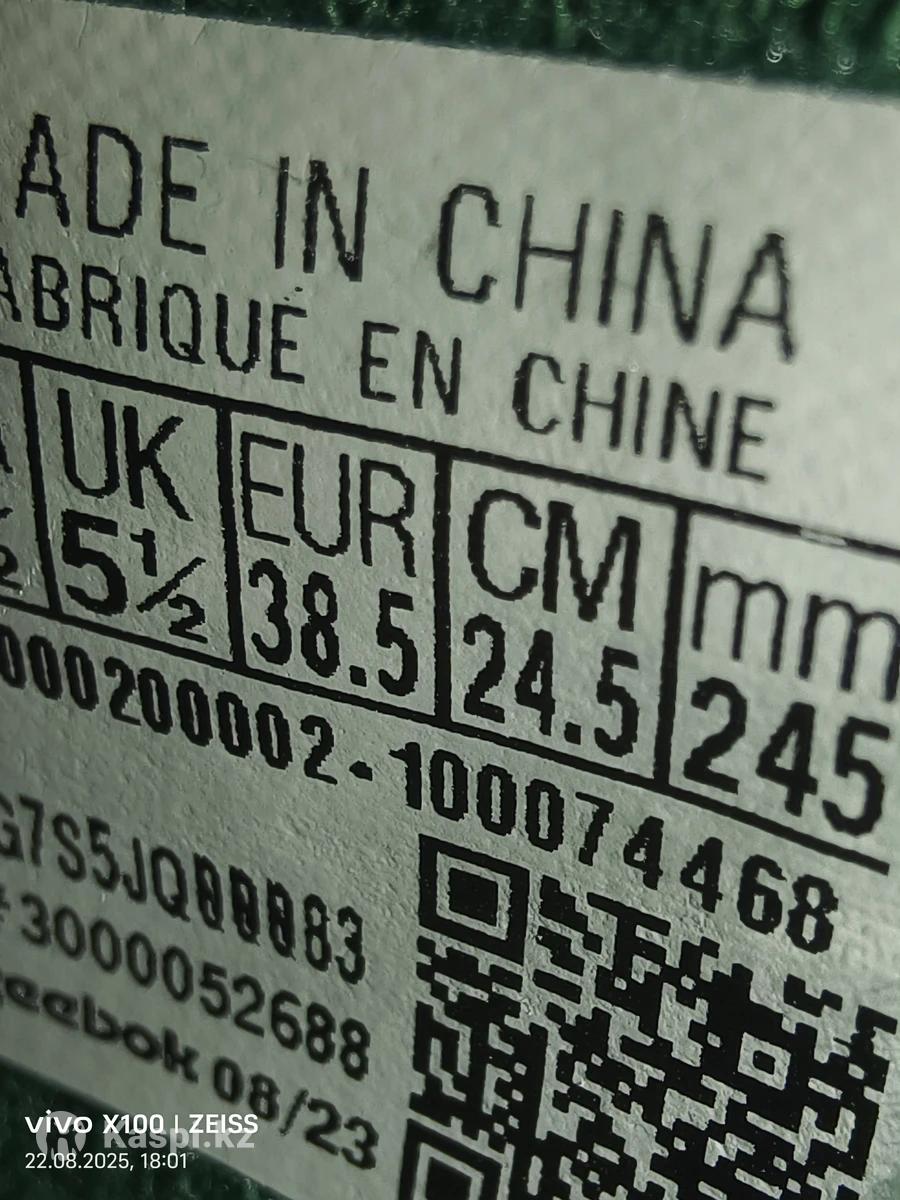 ADE IN CHINA
ABRIQUÉ EN CHINE
UK EUR CM mm
5½ 38.5 24.5 245
000200002-100074468
G7S5JQ00083
#3000052688
eebok 08/23
vivo X100 | ZEISS
Kaspi.kz
22.08.2025, 18:01